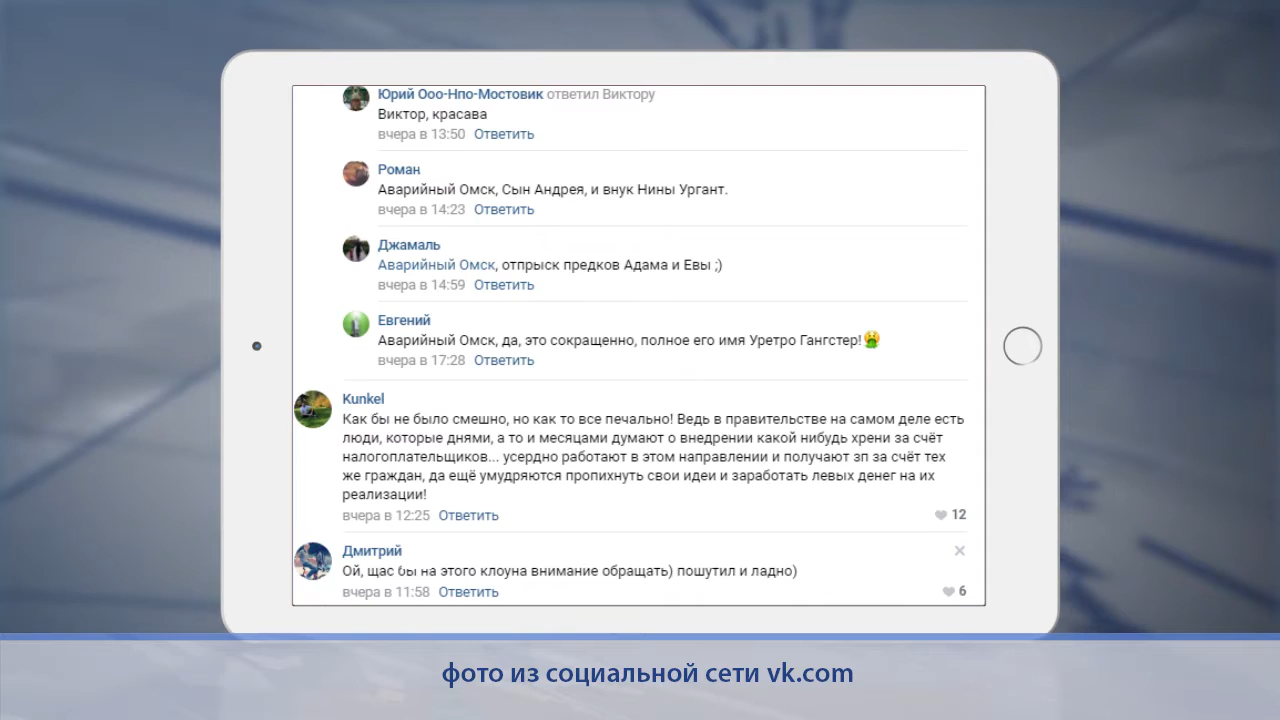 Юрий Ооо-Нпо-Мостовик ответил Виктору
Виктор, красава
вчера в 13:50 Ответить
Роман
Аварийный Омск, Сын Андрея, и внук Нины Ургант.
вчера в 14:23 Ответить
Джамаль
Аварийный Омск, отпрыск предков Адама и Евы ;)
вчера в 14:59 Ответить
Евгений
Аварийный Омск, да, это сокращенно, полное его имя Уретро Гангстер!🤮
вчера в 17:28 Ответить
Kunkel
Как бы не было смешно, но как то все печально! Ведь в правительстве на самом деле есть
люди, которые днями, а то и месяцами думают о внедрении какой нибудь хрени за счёт
налогоплательщиков... усердно работают в этом направлении и получают зп за счёт тех
же граждан, да ещё умудряются пропихнуть свои идеи и заработать левых денег на их
реализации!
вчера в 12:25 Ответить 12
Дмитрий
Ой, щас бы на этого клоуна внимание обращать) пошутил и ладно)
вчера в 11:58 Ответить 6
фото из социальной сети vk.com